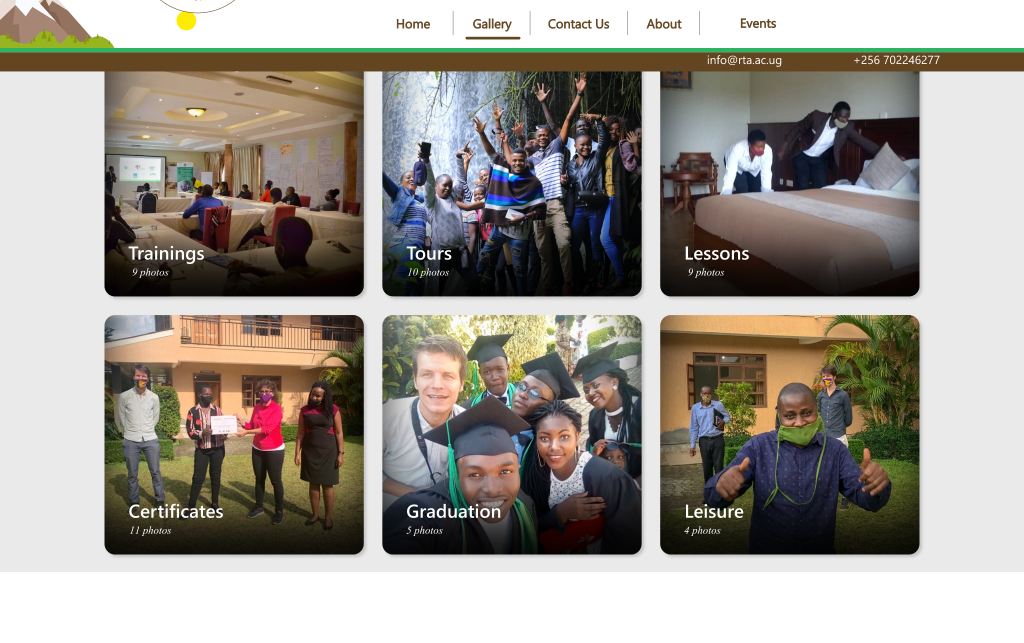 Home
Gallery
Contact Us
About
Events
info@rta.ac.ug
+256 702246277
Trainings
9 photos
Tours
10 photos
Lessons
9 photos
Certificates
11 photos
Graduation
5 photos
Leisure
4 photos